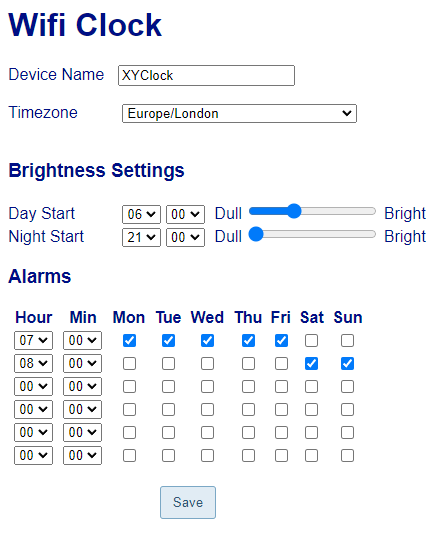 Wifi Clock
Device Name XYClock
Timezone Europe/London
Brightness Settings
Day Start 06 00 Dull Bright
Night Start 21 00 Dull Bright
Alarms
Hour Min Mon Tue Wed Thu Fri Sat Sun
07 00
08 00
00 00
00 00
00 00
00 00
Save